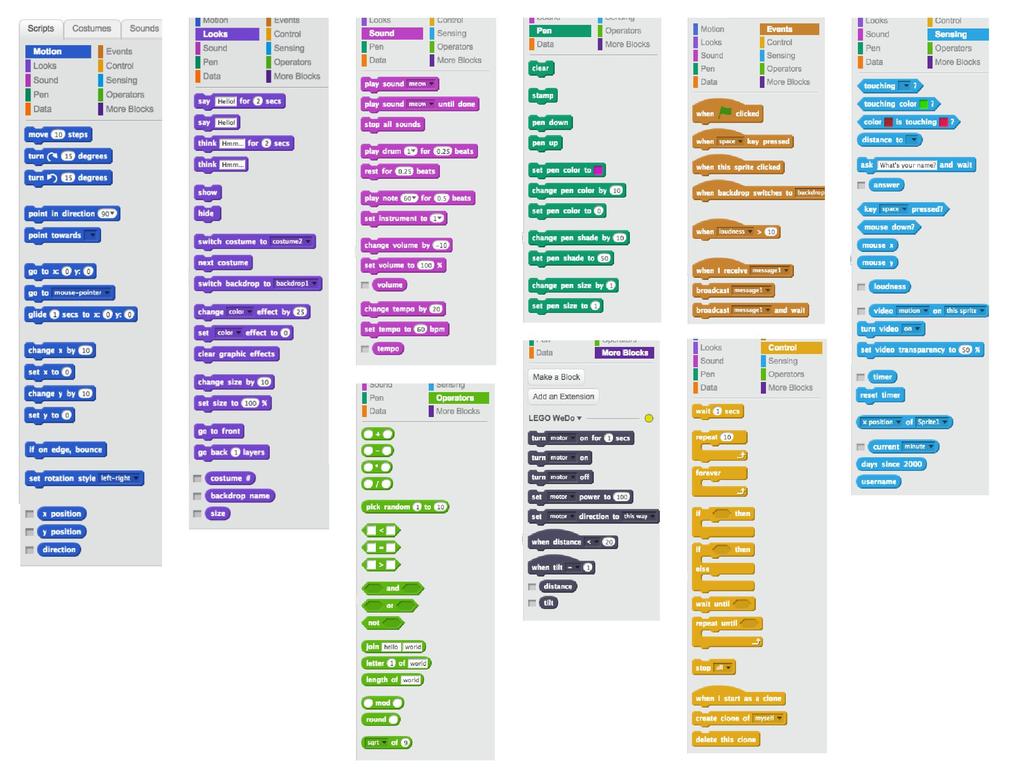 Scripts Costumes Sounds
Motion Events
Looks Control
Sound Sensing
Pen Operators
Data More Blocks
move 10 steps
turn 15 degrees
turn 15 degrees
point in direction 90
point towards
go to x: 0 y: 0
go to mouse-pointer
glide 1 secs to x: 0 y: 0
change x by 10
set x to 0
change y by 10
set y to 0
if on edge, bounce
set rotation style left-right
x position
y position
direction
Motion Events
Looks Control
Sound Sensing
Pen Operators
Data More Blocks
say Hello! for 2 secs
say Hello!
think Hmm... for 2 secs
think Hmm...
show
hide
switch costume to costume2
next costume
switch backdrop to backdrop1
change color effect by 25
set color effect to 0
clear graphic effects
change size by 10
set size to 100 %
go to front
go back 1 layers
costume #
backdrop name
size
Looks Control
Sound Sensing
Pen Operators
Data More Blocks
play sound meow
play sound meow until done
stop all sounds
play drum 1 for 0.25 beats
rest for 0.25 beats
play note 60 for 0.5 beats
set instrument to 1
change volume by -10
set volume to 100 %
volume
change tempo by 20
set tempo to 60 bpm
tempo
Sound Sensing
Pen Operators
Data More Blocks
+
-
*
/
pick random 1 to 10
<
=
>
and
or
not
join hello world
letter 1 of world
length of world
mod
round
sqrt of 9
Sound Sensing
Pen Operators
Data More Blocks
clear
stamp
pen down
pen up
set pen color to
change pen color by 10
set pen color to 0
change pen shade by 10
set pen shade to 50
change pen size by 1
set pen size to 1
Pen Operators
Data More Blocks
Make a Block
Add an Extension
LEGO WeDo
turn motor on for 1 secs
turn motor on
turn motor off
set motor power to 100
set motor direction to this way
when distance < 20
when tilt = 1
distance
tilt
Motion Events
Looks Control
Sound Sensing
Pen Operators
Data More Blocks
when clicked
when space key pressed
when this sprite clicked
when backdrop switches to backdrop
when loudness > 10
when I receive message1
broadcast message1
broadcast message1 and wait
Looks Control
Sound Sensing
Pen Operators
Data More Blocks
wait 1 secs
repeat 10
forever
if then
if then
else
wait until
repeat until
stop all
when I start as a clone
create clone of myself
delete this clone
Looks Control
Sound Sensing
Pen Operators
Data More Blocks
touching ?
touching color ?
color is touching ?
distance to
ask What's your name? and wait
answer
key space pressed?
mouse down?
mouse x
mouse y
loudness
video motion on this sprite
turn video on
set video transparency to 50 %
timer
reset timer
x position of Sprite1
current minute
days since 2000
username